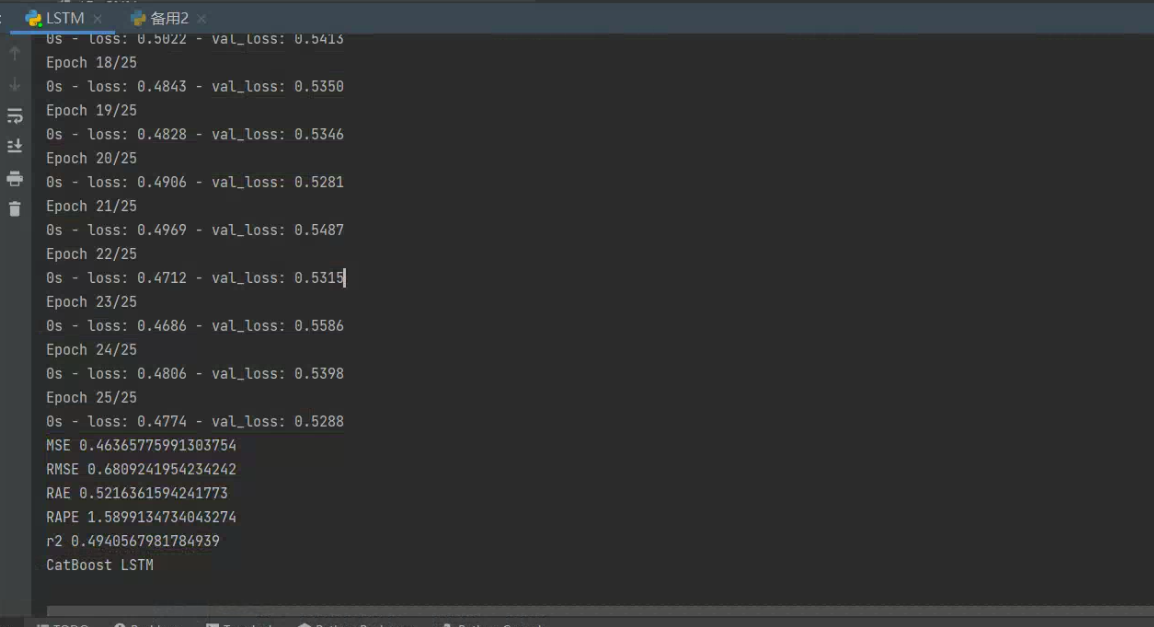 LSTM
备用2
0s - loss: 0.5022 - val_loss: 0.5413
Epoch 18/25
0s - loss: 0.4843 - val_loss: 0.5350
Epoch 19/25
0s - loss: 0.4828 - val_loss: 0.5346
Epoch 20/25
0s - loss: 0.4906 - val_loss: 0.5281
Epoch 21/25
0s - loss: 0.4969 - val_loss: 0.5487
Epoch 22/25
0s - loss: 0.4712 - val_loss: 0.5315
Epoch 23/25
0s - loss: 0.4686 - val_loss: 0.5586
Epoch 24/25
0s - loss: 0.4806 - val_loss: 0.5398
Epoch 25/25
0s - loss: 0.4774 - val_loss: 0.5288
MSE 0.46365775991303754
RMSE 0.6809241954234242
RAE 0.5216361594241773
RAPE 1.5899134734043274
r2 0.4940567981784939
CatBoost LSTM